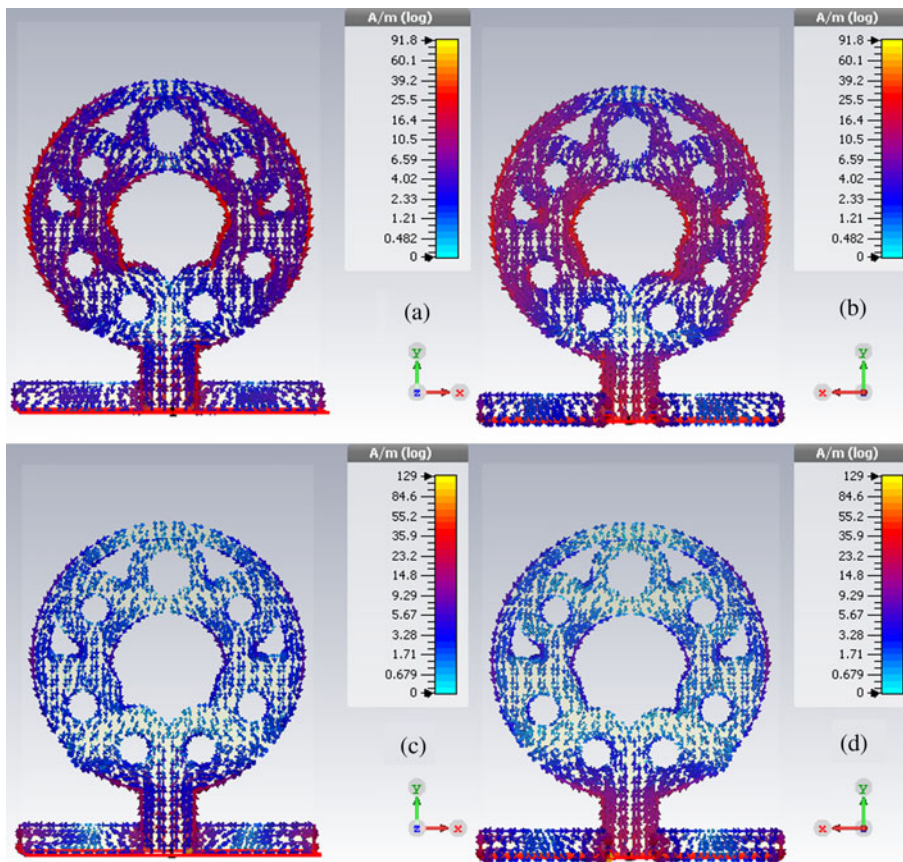 A/m (log)
91.8
60.1
39.2
25.5
16.4
10.5
6.59
4.02
2.33
1.21
0.482
0
(a)
Y
z
x
A/m (log)
91.8
60.1
39.2
25.5
16.4
10.5
6.59
4.02
2.33
1.21
0.482
0
(b)
Y
x
A/m (log)
129
84.6
55.2
35.9
23.2
14.8
9.29
5.67
3.28
1.71
0.679
0
(c)
Y
z
x
A/m (log)
129
84.6
55.2
35.9
23.2
14.8
9.29
5.67
3.28
1.71
0.679
0
(d)
Y
x